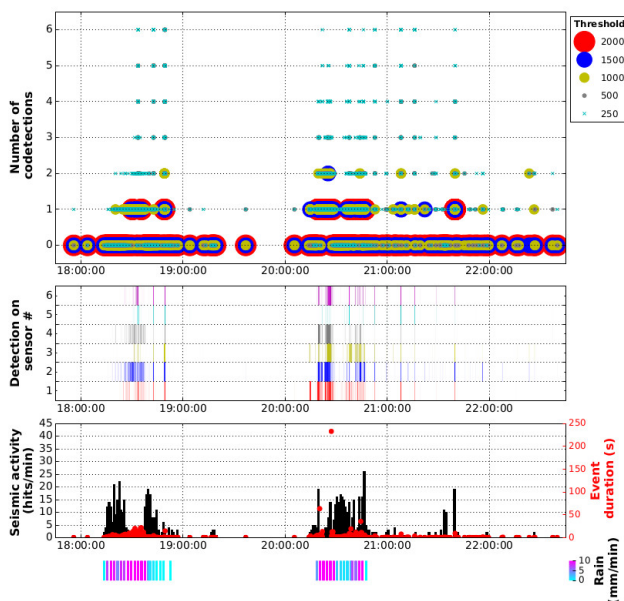 Number of
codetections
6
5
4
3
2
1
0
18:00:00 19:00:00 20:00:00 21:00:00 22:00:00
Threshold
2000
1500
1000
500
250
Detection on
sensor #
6
5
4
3
2
1
18:00:00 19:00:00 20:00:00 21:00:00 22:00:00
Seismic activity
(hits/min)
45
40
35
30
25
20
15
10
5
0
18:00:00 19:00:00 20:00:00 21:00:00 22:00:00
250
200
150
100
50
0
Event
duration (s)
10
5
0
Rain
(mm/min)